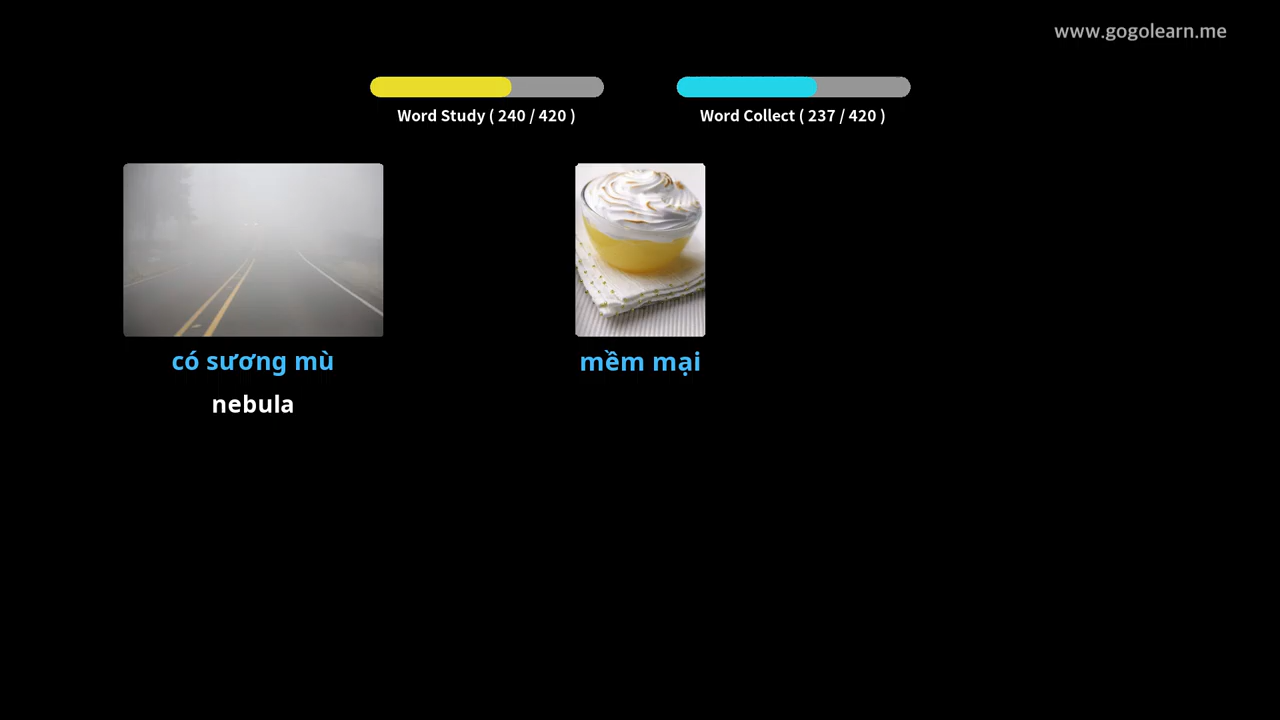 www.gogolearn.me
Word Study ( 240 / 420 )
Word Collect ( 237 / 420 )
có sương mù
nebula
mềm mại